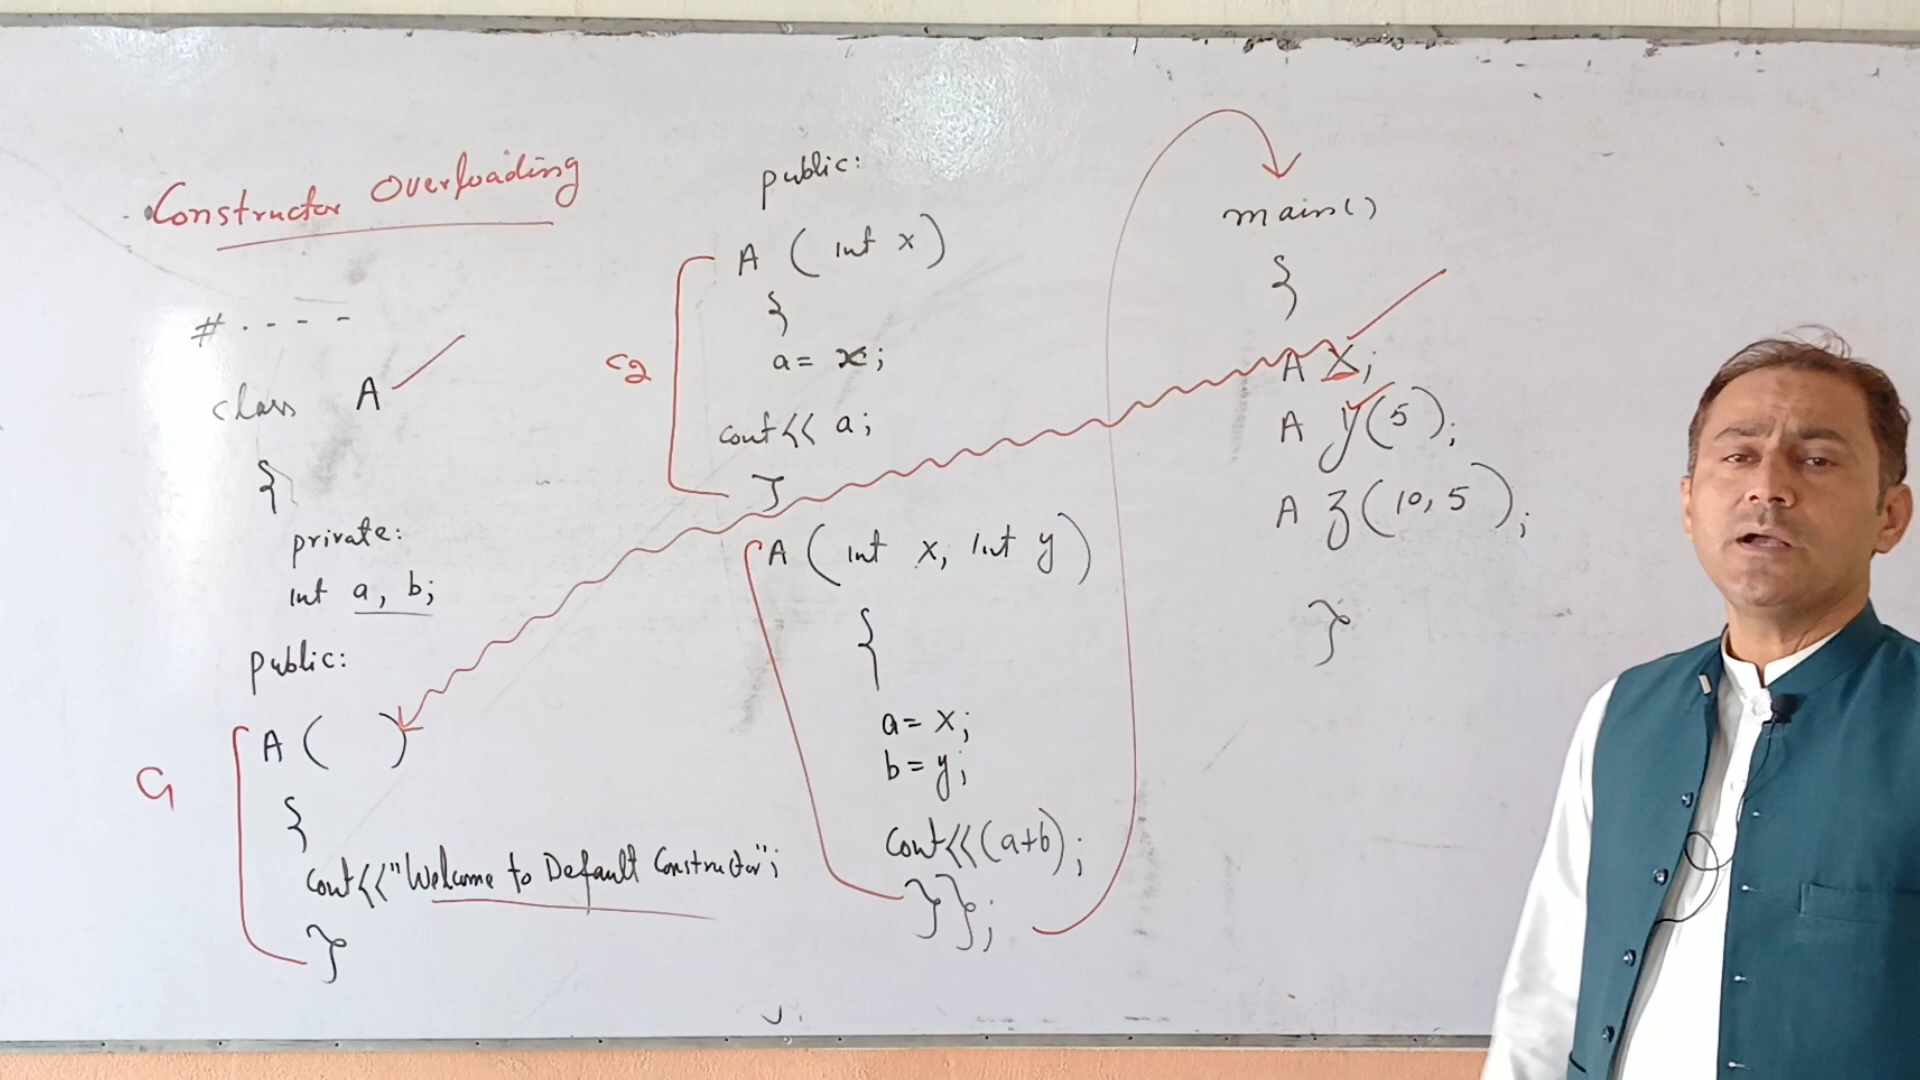 Constructor Overloading
# - - - -
class A
{
private:
int a, b;
public:
C1
A ( )
{
cout<<"Welcome to Default Constructor";
}
public:
C2
A ( int x )
{
a = x;
cout<< a;
}
A ( int x, int y )
{
a = x;
b = y;
cout<<(a+b);
}};
main()
{
A X;
A y(5);
A z(10,5);
}